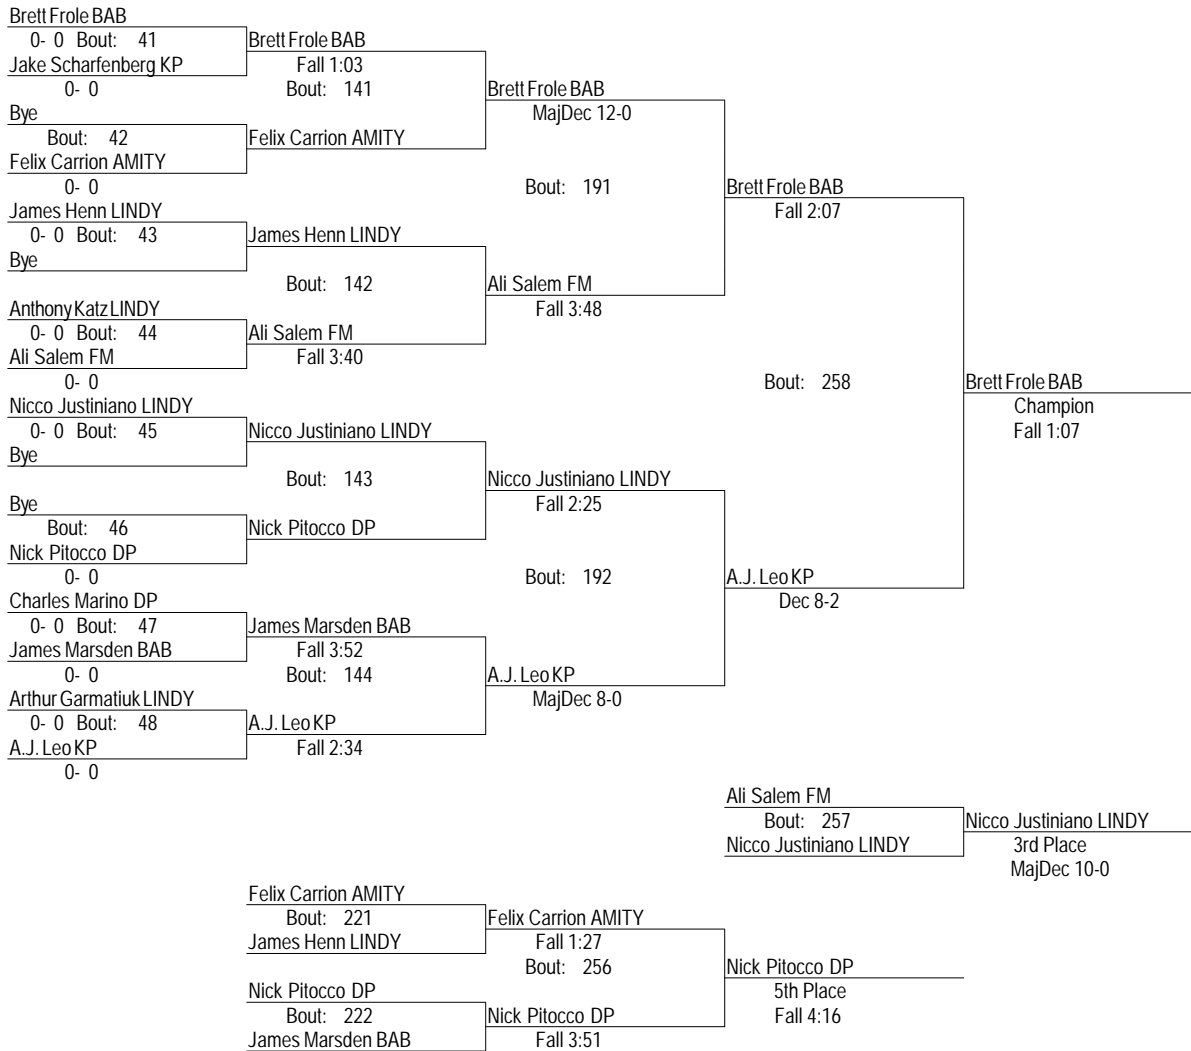 Brett Frole BAB
0- 0 Bout: 41
Brett Frole BAB
Jake Scharfenberg KP
Fall 1:03
0- 0
Bout: 141
Brett Frole BAB
Bye
MajDec 12-0
Bout: 42
Felix Carrion AMITY
Felix Carrion AMITY
0- 0
Bout: 191
Brett Frole BAB
James Henn LINDY
Fall 2:07
0- 0 Bout: 43
James Henn LINDY
Bye
Bout: 142
Ali Salem FM
Anthony Katz LINDY
Fall 3:48
0- 0 Bout: 44
Ali Salem FM
Ali Salem FM
Fall 3:40
0- 0
Bout: 258
Brett Frole BAB
Nicco Justiniano LINDY
Champion
0- 0 Bout: 45
Nicco Justiniano LINDY
Fall 1:07
Bye
Bout: 143
Nicco Justiniano LINDY
Bye
Fall 2:25
Bout: 46
Nick Pitocco DP
Nick Pitocco DP
0- 0
Bout: 192
A.J. Leo KP
Charles Marino DP
Dec 8-2
0- 0 Bout: 47
James Marsden BAB
James Marsden BAB
Fall 3:52
0- 0
Bout: 144
A.J. Leo KP
Arthur Garmatiuk LINDY
MajDec 8-0
0- 0 Bout: 48
A.J. Leo KP
A.J. Leo KP
Fall 2:34
0- 0
Ali Salem FM
Bout: 257
Nicco Justiniano LINDY
Nicco Justiniano LINDY
3rd Place
MajDec 10-0
Felix Carrion AMITY
Bout: 221
Felix Carrion AMITY
James Henn LINDY
Fall 1:27
Bout: 256
Nick Pitocco DP
Nick Pitocco DP
5th Place
Bout: 222
Nick Pitocco DP
Fall 4:16
James Marsden BAB
Fall 3:51